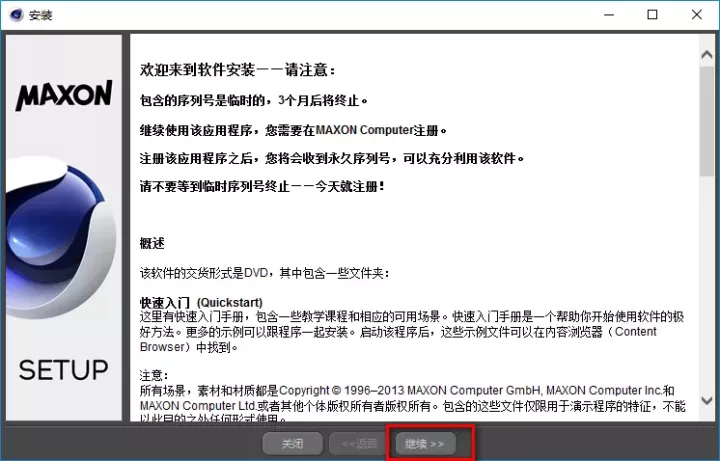 安装
MAXON
SETUP
欢迎来到软件安装——请注意：
包含的序列号是临时的，3个月后将终止。
继续使用该应用程序，您需要在MAXON Computer注册。
注册该应用程序之后，您将会收到永久序列号，可以充分利用该软件。
请不要等到临时序列号终止——今天就注册！
概述
该软件的交货形式是DVD，其中包含一些文件夹：
快速入门 (Quickstart)
这里有快速入门手册，包含一些教学课程和相应的可用场景。快速入门手册是一个帮助你开始使用软件的极
好方法。更多的示例可以跟程序一起安装。启动该程序后，这些示例文件可以在内容浏览器（Content
Browser）中找到。
注意：
所有场景，素材和材质都是Copyright © 1996–2013 MAXON Computer GmbH, MAXON Computer Inc.和
MAXON Computer Ltd.或者其他个体版权所有者版权所有。包含的这些文件仅限用于演示程序的特征，不能
以此目的之外任何形式使用。
关闭
<<返回
继续 >>